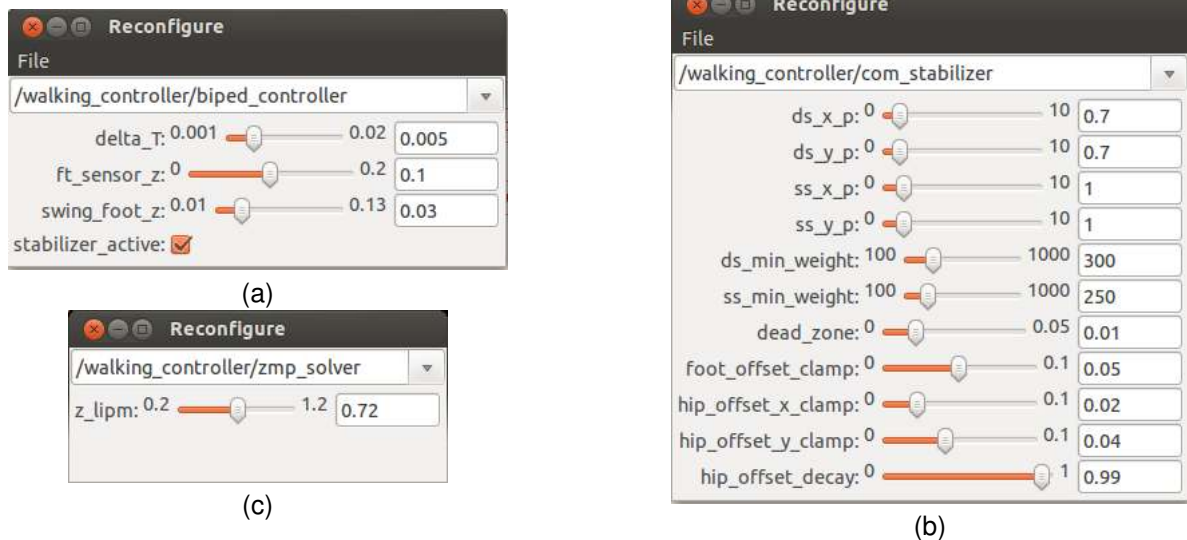 Reconfigure
File
/walking_controller/biped_controller
delta_T: 0.001 0.02 0.005
ft_sensor_z: 0 0.2 0.1
swing_foot_z: 0.01 0.13 0.03
stabilizer_active:
(a)
Reconfigure
/walking_controller/zmp_solver
z_lipm: 0.2 1.2 0.72
(c)
Reconfigure
File
/walking_controller/com_stabilizer
ds_x_p: 0 10 0.7
ds_y_p: 0 10 0.7
ss_x_p: 0 10 1
ss_y_p: 0 10 1
ds_min_weight: 100 1000 300
ss_min_weight: 100 1000 250
dead_zone: 0 0.05 0.01
foot_offset_clamp: 0 0.1 0.05
hip_offset_x_clamp: 0 0.1 0.02
hip_offset_y_clamp: 0 0.1 0.04
hip_offset_decay: 0 1 0.99
(b)